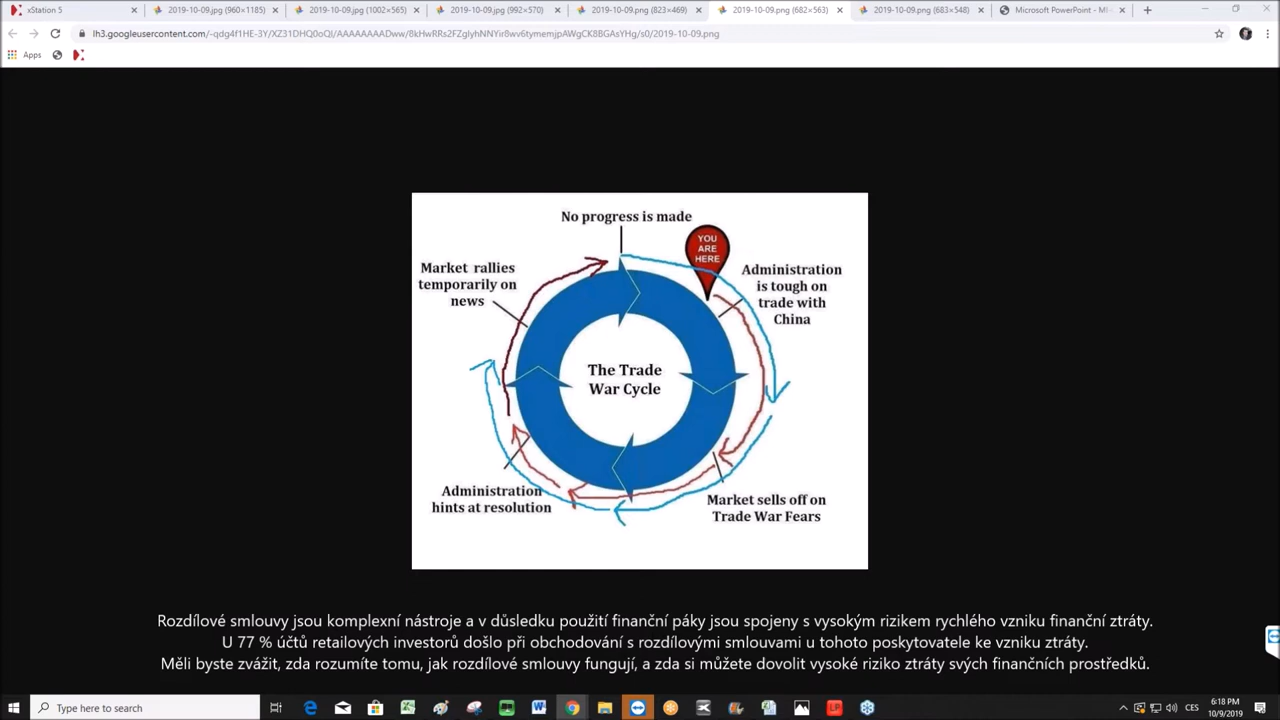 xStation 5
2019-10-09.jpg (960×1185)
2019-10-09.jpg (1002×565)
2019-10-09.jpg (992×570)
2019-10-09.png (823×469)
2019-10-09.png (682×563)
2019-10-09.png (683×548)
Microsoft PowerPoint - MI
Apps
No progress is made
YOU
ARE
HERE
Market rallies
temporarily on
news
Administration
is tough on
trade with
China
The Trade
War Cycle
Administration
hints at resolution
Market sells off on
Trade War Fears
Rozdílové smlouvy jsou komplexní nástroje a v důsledku použití finanční páky jsou spojeny s vysokým rizikem rychlého vzniku finanční ztráty.
U 77 % účtů retailových investorů došlo při obchodování s rozdílovými smlouvami u tohoto poskytovatele ke vzniku ztráty.
Měli byste zvážit, zda rozumíte tomu, jak rozdílové smlouvy fungují, a zda si můžete dovolit vysoké riziko ztráty svých finančních prostředků.
Type here to search
CES
6:18 PM
10/9/2019